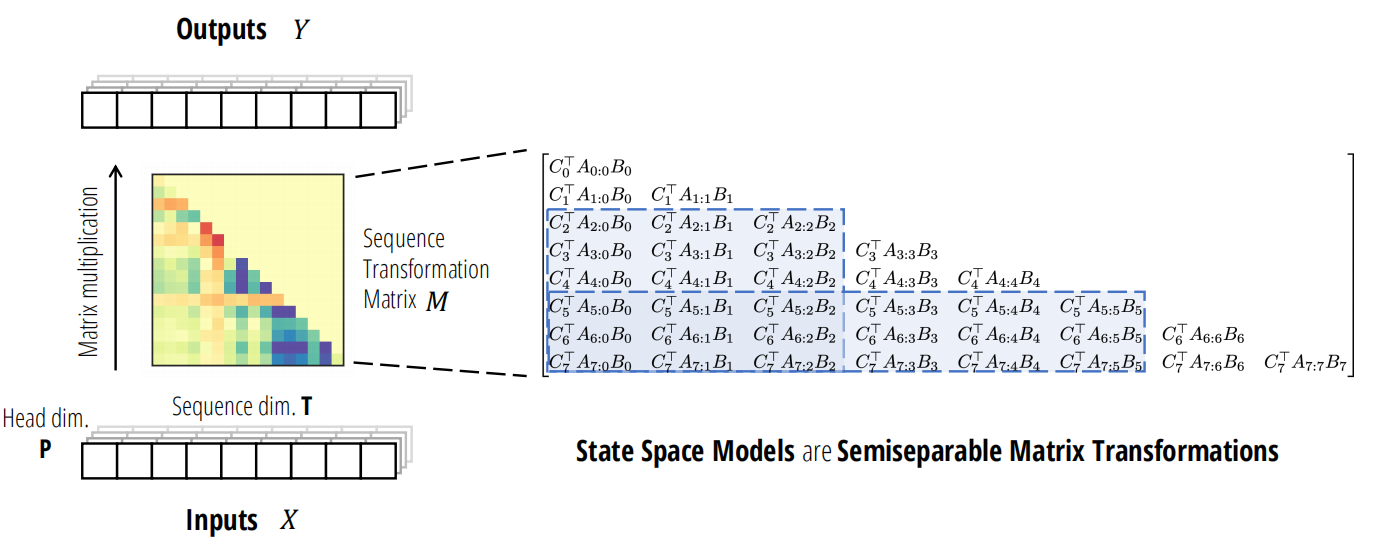 Outputs Y
Matrix multiplication
Sequence
Transformation
Matrix M
C_0^⊤ A_{0:0} B_0
C_1^⊤ A_{1:0} B_0 C_1^⊤ A_{1:1} B_1
C_2^⊤ A_{2:0} B_0 C_2^⊤ A_{2:1} B_1 C_2^⊤ A_{2:2} B_2
C_3^⊤ A_{3:0} B_0 C_3^⊤ A_{3:1} B_1 C_3^⊤ A_{3:2} B_2 C_3^⊤ A_{3:3} B_3
C_4^⊤ A_{4:0} B_0 C_4^⊤ A_{4:1} B_1 C_4^⊤ A_{4:2} B_2 C_4^⊤ A_{4:3} B_3 C_4^⊤ A_{4:4} B_4
C_5^⊤ A_{5:0} B_0 C_5^⊤ A_{5:1} B_1 C_5^⊤ A_{5:2} B_2 C_5^⊤ A_{5:3} B_3 C_5^⊤ A_{5:4} B_4 C_5^⊤ A_{5:5} B_5
C_6^⊤ A_{6:0} B_0 C_6^⊤ A_{6:1} B_1 C_6^⊤ A_{6:2} B_2 C_6^⊤ A_{6:3} B_3 C_6^⊤ A_{6:4} B_4 C_6^⊤ A_{6:5} B_5 C_6^⊤ A_{6:6} B_6
C_7^⊤ A_{7:0} B_0 C_7^⊤ A_{7:1} B_1 C_7^⊤ A_{7:2} B_2 C_7^⊤ A_{7:3} B_3 C_7^⊤ A_{7:4} B_4 C_7^⊤ A_{7:5} B_5 C_7^⊤ A_{7:6} B_6 C_7^⊤ A_{7:7} B_7
Sequence dim. T
Head dim.
P
State Space Models are Semiseparable Matrix Transformations
Inputs X